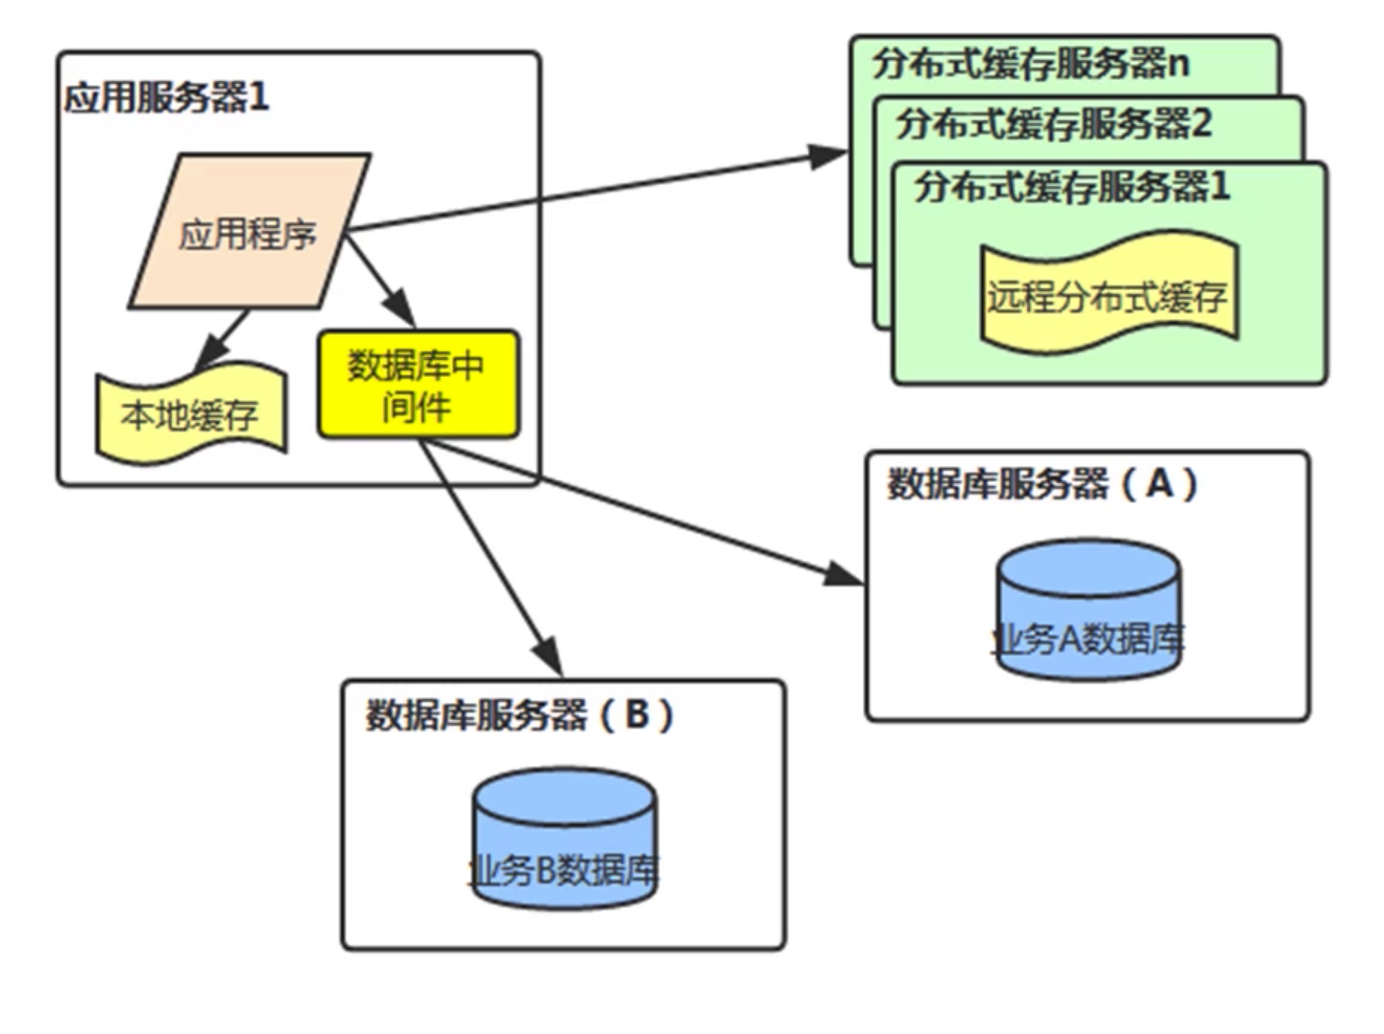 应用服务器1
应用程序
本地缓存
数据库中
间件
分布式缓存服务器n
分布式缓存服务器2
分布式缓存服务器1
远程分布式缓存
数据库服务器（A）
业务A数据库
数据库服务器（B）
业务B数据库